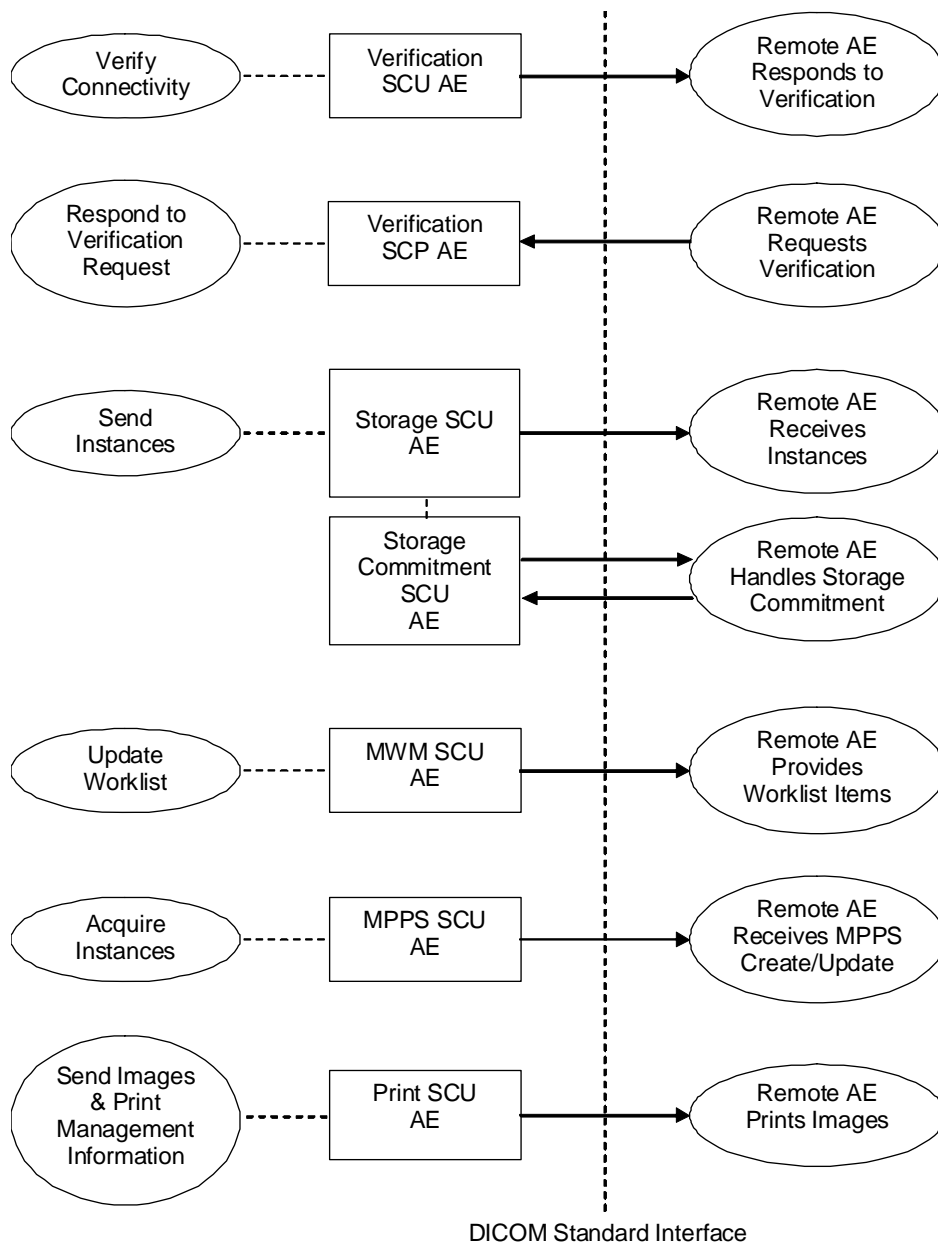 Verify
Connectivity
Verification
SCU AE
Remote AE
Responds to
Verification
Respond to
Verification
Request
Verification
SCP AE
Remote AE
Requests
Verification
Send
Instances
Storage SCU
AE
Remote AE
Receives
Instances
Storage
Commitment
SCU
AE
Remote AE
Handles Storage
Commitment
Update
Worklist
MWM SCU
AE
Remote AE
Provides
Worklist Items
Acquire
Instances
MPPS SCU
AE
Remote AE
Receives MPPS
Create/Update
Send Images
& Print
Management
Information
Print SCU
AE
Remote AE
Prints Images
DICOM Standard Interface